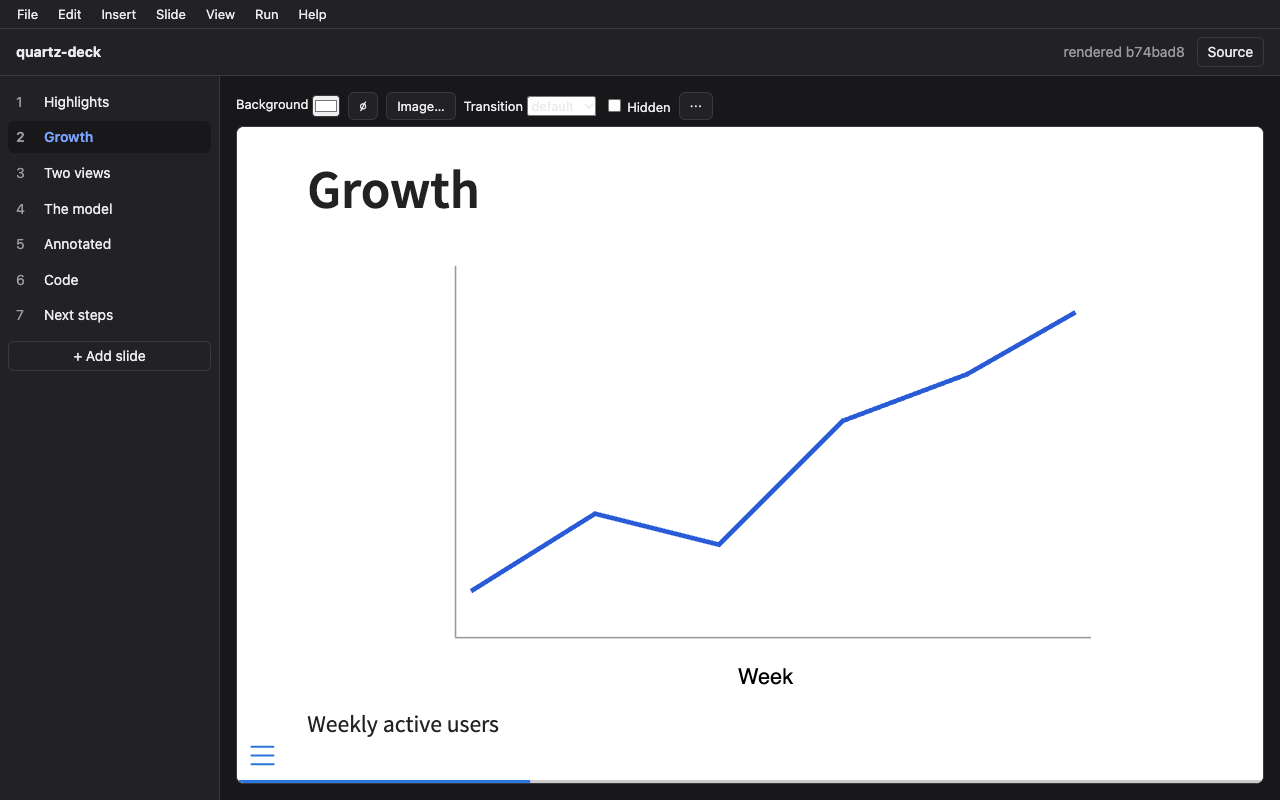 File Edit Insert Slide View Run Help
quartz-deck
rendered b74bad8 Source
1 Highlights
2 Growth
3 Two views
4 The model
5 Annotated
6 Code
7 Next steps
+ Add slide
Background ø Image... Transition default Hidden ...
Growth
Week
Weekly active users